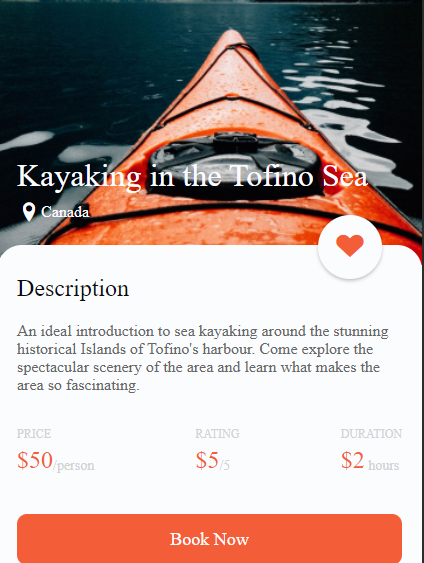 Kayaking in the Tofino Sea
Canada
Description
An ideal introduction to sea kayaking around the stunning
historical Islands of Tofino's harbour. Come explore the
spectacular scenery of the area and learn what makes the
area so fascinating.
PRICE RATING DURATION
$50/person $5/5 $2 hours
Book Now